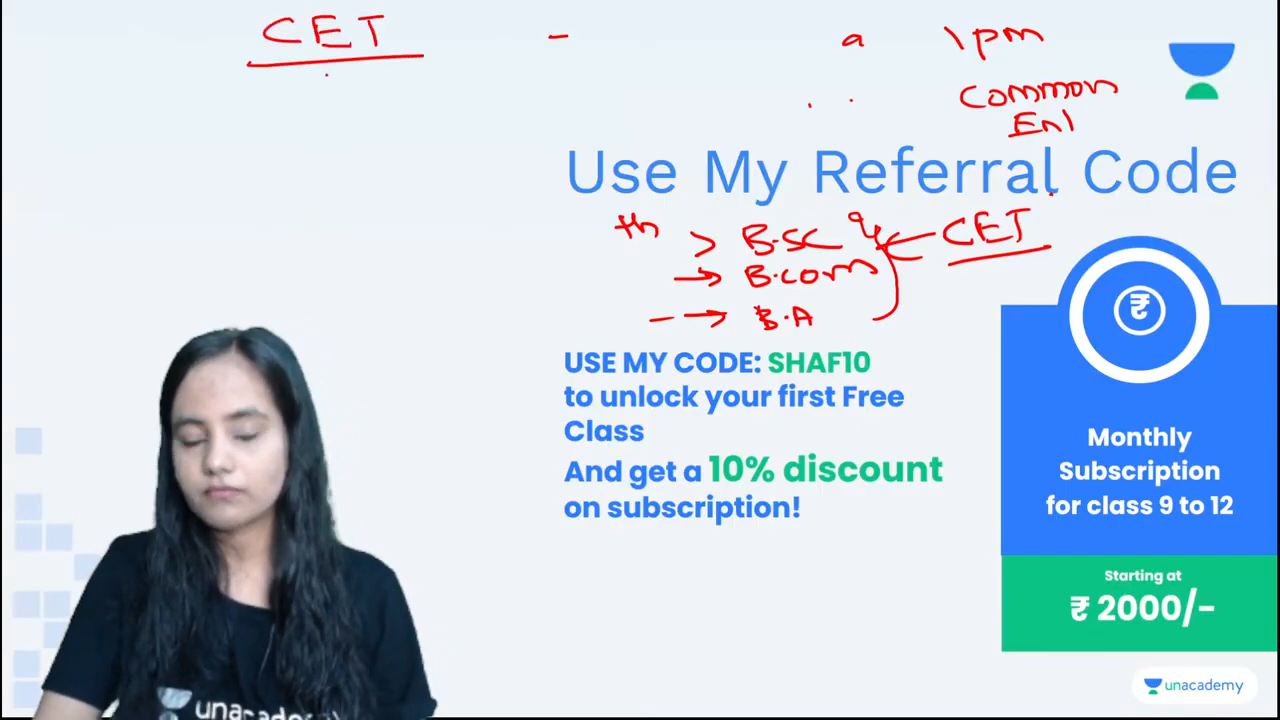 CET - a 1pm
Common
Ent
Use My Referral Code
th > B.SC CET
→ B.com
- → B.A
USE MY CODE: SHAF10
to unlock your first Free
Class
And get a 10% discount
on subscription!
₹
Monthly
Subscription
for class 9 to 12
Starting at
₹ 2000/-
unacademy
unacademy